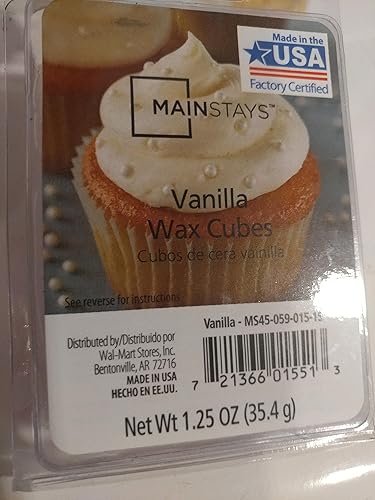 Made in the
USA
Factory Certified
MAINSTAYS™
Vanilla
Wax Cubes
Cubos de cera vainilla
See reverse for instructions
Vanilla - MS45-059-015-15
Distributed by/Distribuido por
Wal-Mart Stores, Inc.
Bentonville, AR 72716
MADE IN USA
HECHO EN EE.UU.
7 21366 01551 3
Net Wt 1.25 OZ (35.4 g)